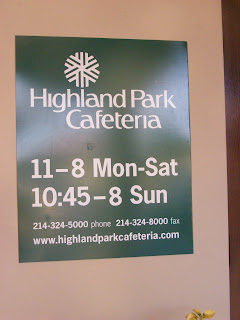 Highland Park
Cafeteria
11–8 Mon-Sat
10:45–8 Sun
214-324-5000 phone 214-324-8000 fax
www.highlandparkcafeteria.com